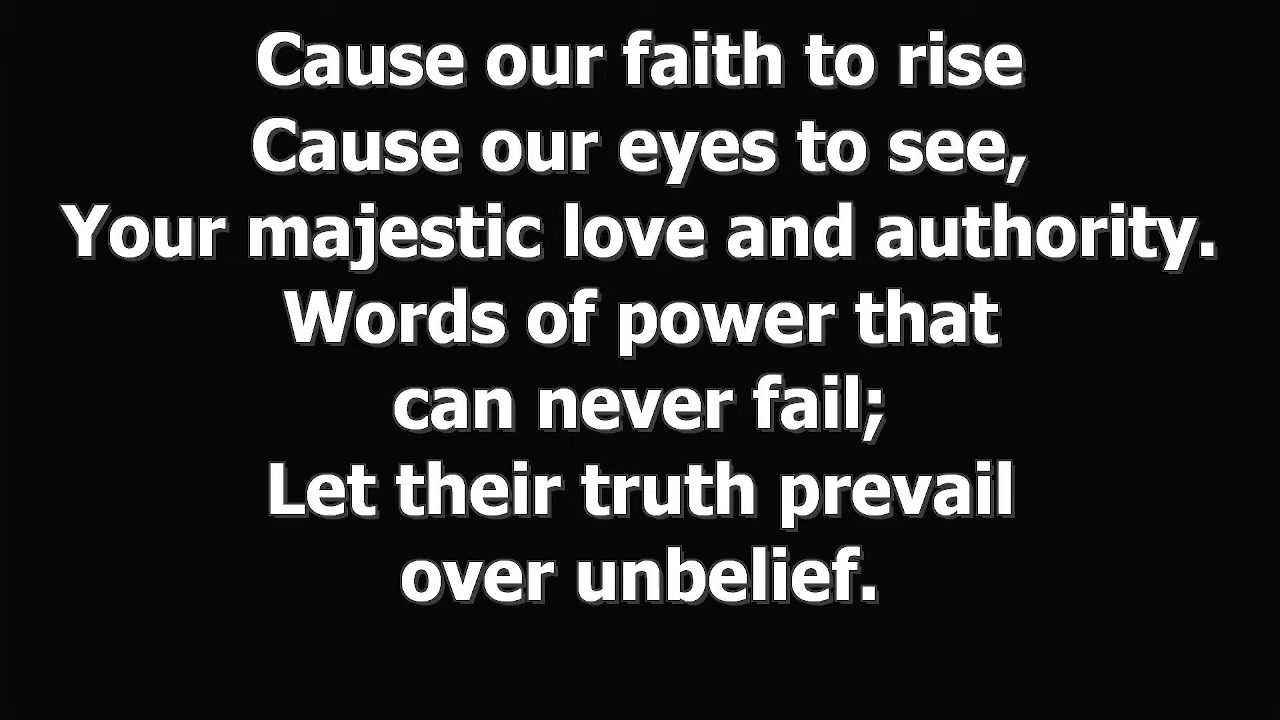 Cause our faith to rise
Cause our eyes to see,
Your majestic love and authority.
Words of power that
can never fail;
Let their truth prevail
over unbelief.